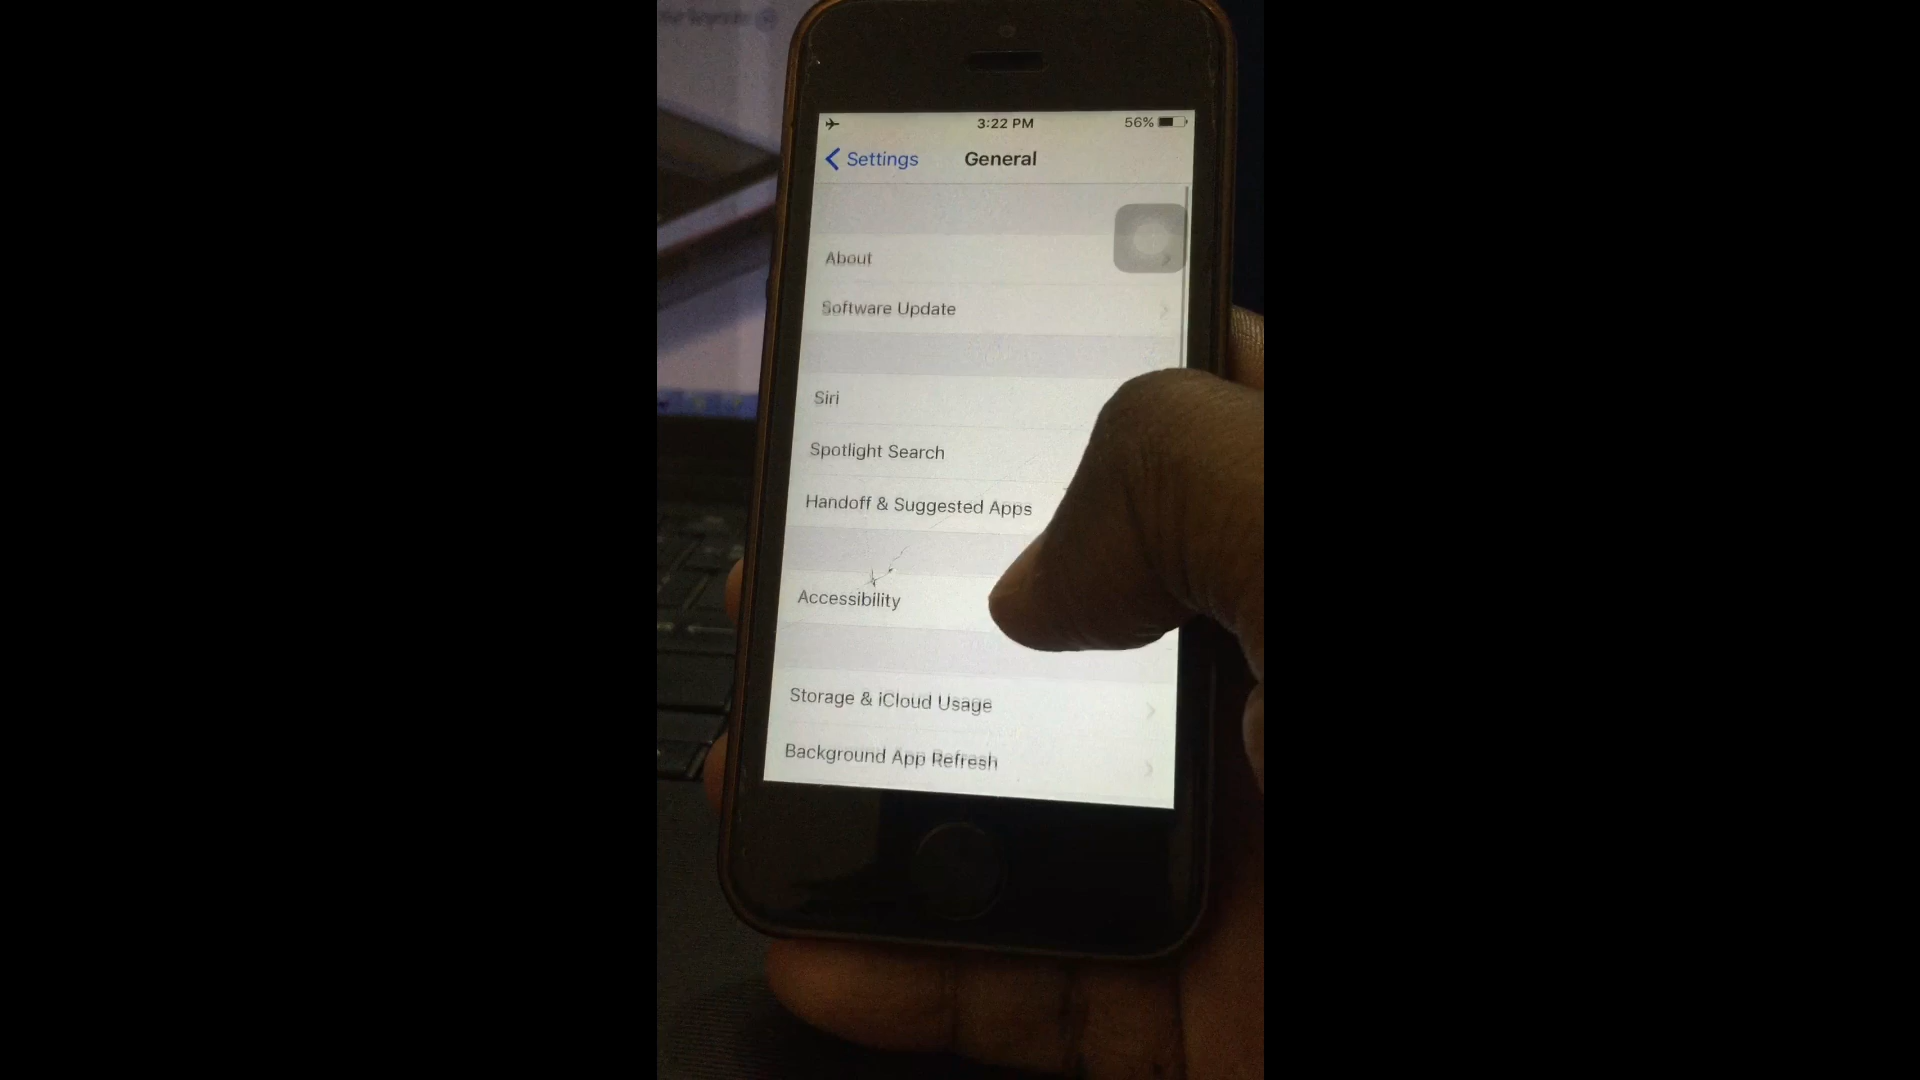 3:22 PM
56%
Settings
General
About
Software Update
Siri
Spotlight Search
Handoff & Suggested Apps
Accessibility
Storage & iCloud Usage
Background App Refresh